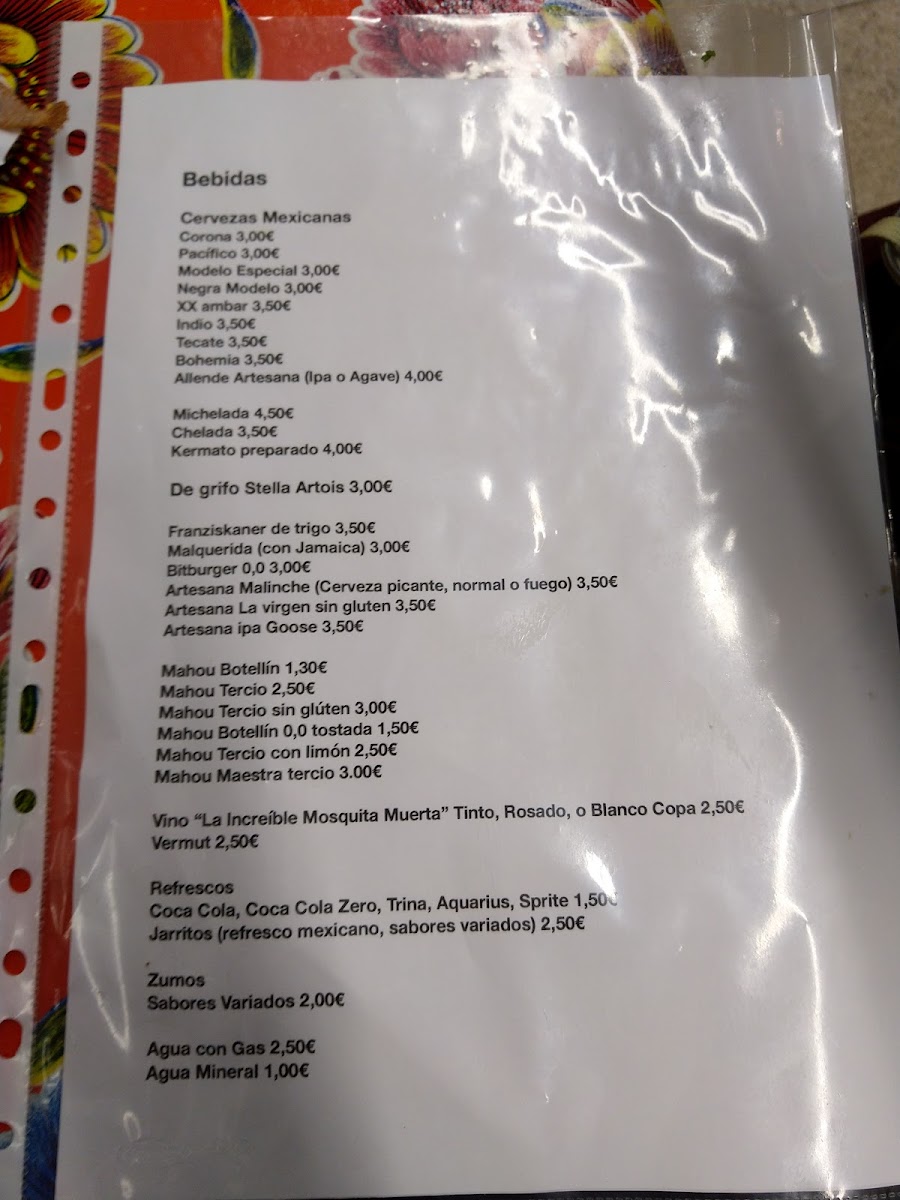 Bebidas
Cervezas Mexicanas
Corona 3,00€
Pacífico 3,00€
Modelo Especial 3,00€
Negra Modelo 3,00€
XX ambar 3,50€
Indio 3,50€
Tecate 3,50€
Bohemia 3,50€
Allende Artesana (Ipa o Agave) 4,00€
Michelada 4,50€
Chelada 3,50€
Kermato preparado 4,00€
De grifo Stella Artois 3,00€
Franziskaner de trigo 3,50€
Malquerida (con Jamaica) 3,00€
Bitburger 0,0 3,00€
Artesana Malinche (Cerveza picante, normal o fuego) 3,50€
Artesana La virgen sin gluten 3,50€
Artesana ipa Goose 3,50€
Mahou Botellín 1,30€
Mahou Tercio 2,50€
Mahou Tercio sin glúten 3,00€
Mahou Botellín 0,0 tostada 1,50€
Mahou Tercio con limón 2,50€
Mahou Maestra tercio 3.00€
Vino “La Increíble Mosquita Muerta” Tinto, Rosado, o Blanco Copa 2,50€
Vermut 2,50€
Refrescos
Coca Cola, Coca Cola Zero, Trina, Aquarius, Sprite 1,50€
Jarritos (refresco mexicano, sabores variados) 2,50€
Zumos
Sabores Variados 2,00€
Agua con Gas 2,50€
Agua Mineral 1,00€